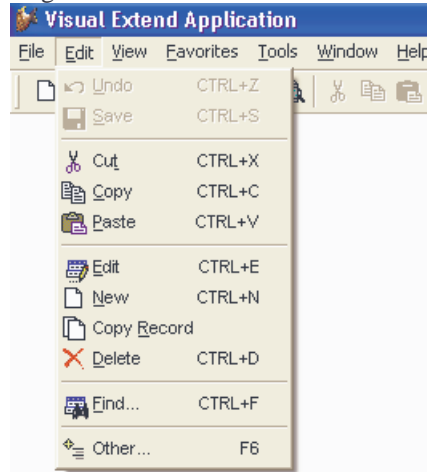 Visual Extend Application
File Edit View Favorites Tools Window Help
Undo CTRL+Z
Save CTRL+S
Cut CTRL+X
Copy CTRL+C
Paste CTRL+V
Edit CTRL+E
New CTRL+N
Copy Record
Delete CTRL+D
Find... CTRL+F
Other... F6